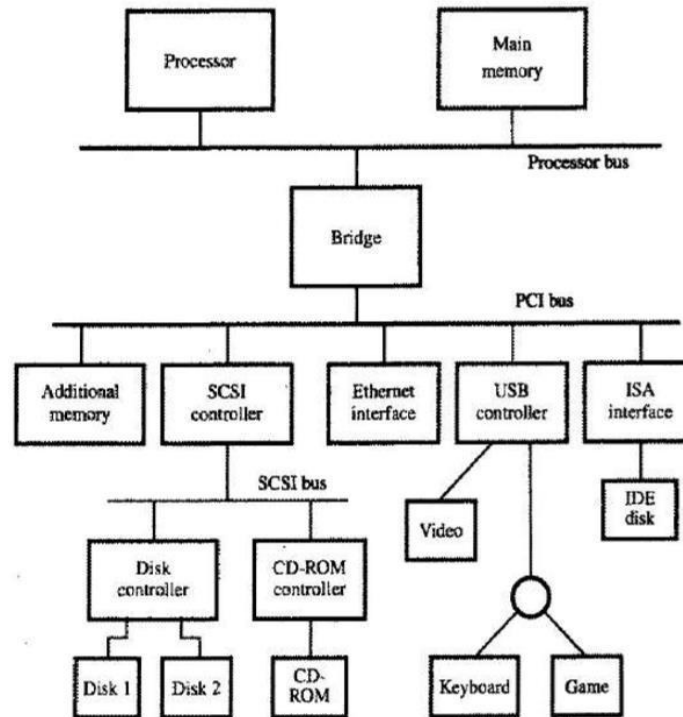 Processor
Main
memory
Processor bus
Bridge
PCI bus
Additional
memory
SCSI
controller
Ethernet
interface
USB
controller
ISA
interface
SCSI bus
Disk
controller
CD-ROM
controller
Video
IDE
disk
Disk 1
Disk 2
CD-
ROM
Keyboard
Game